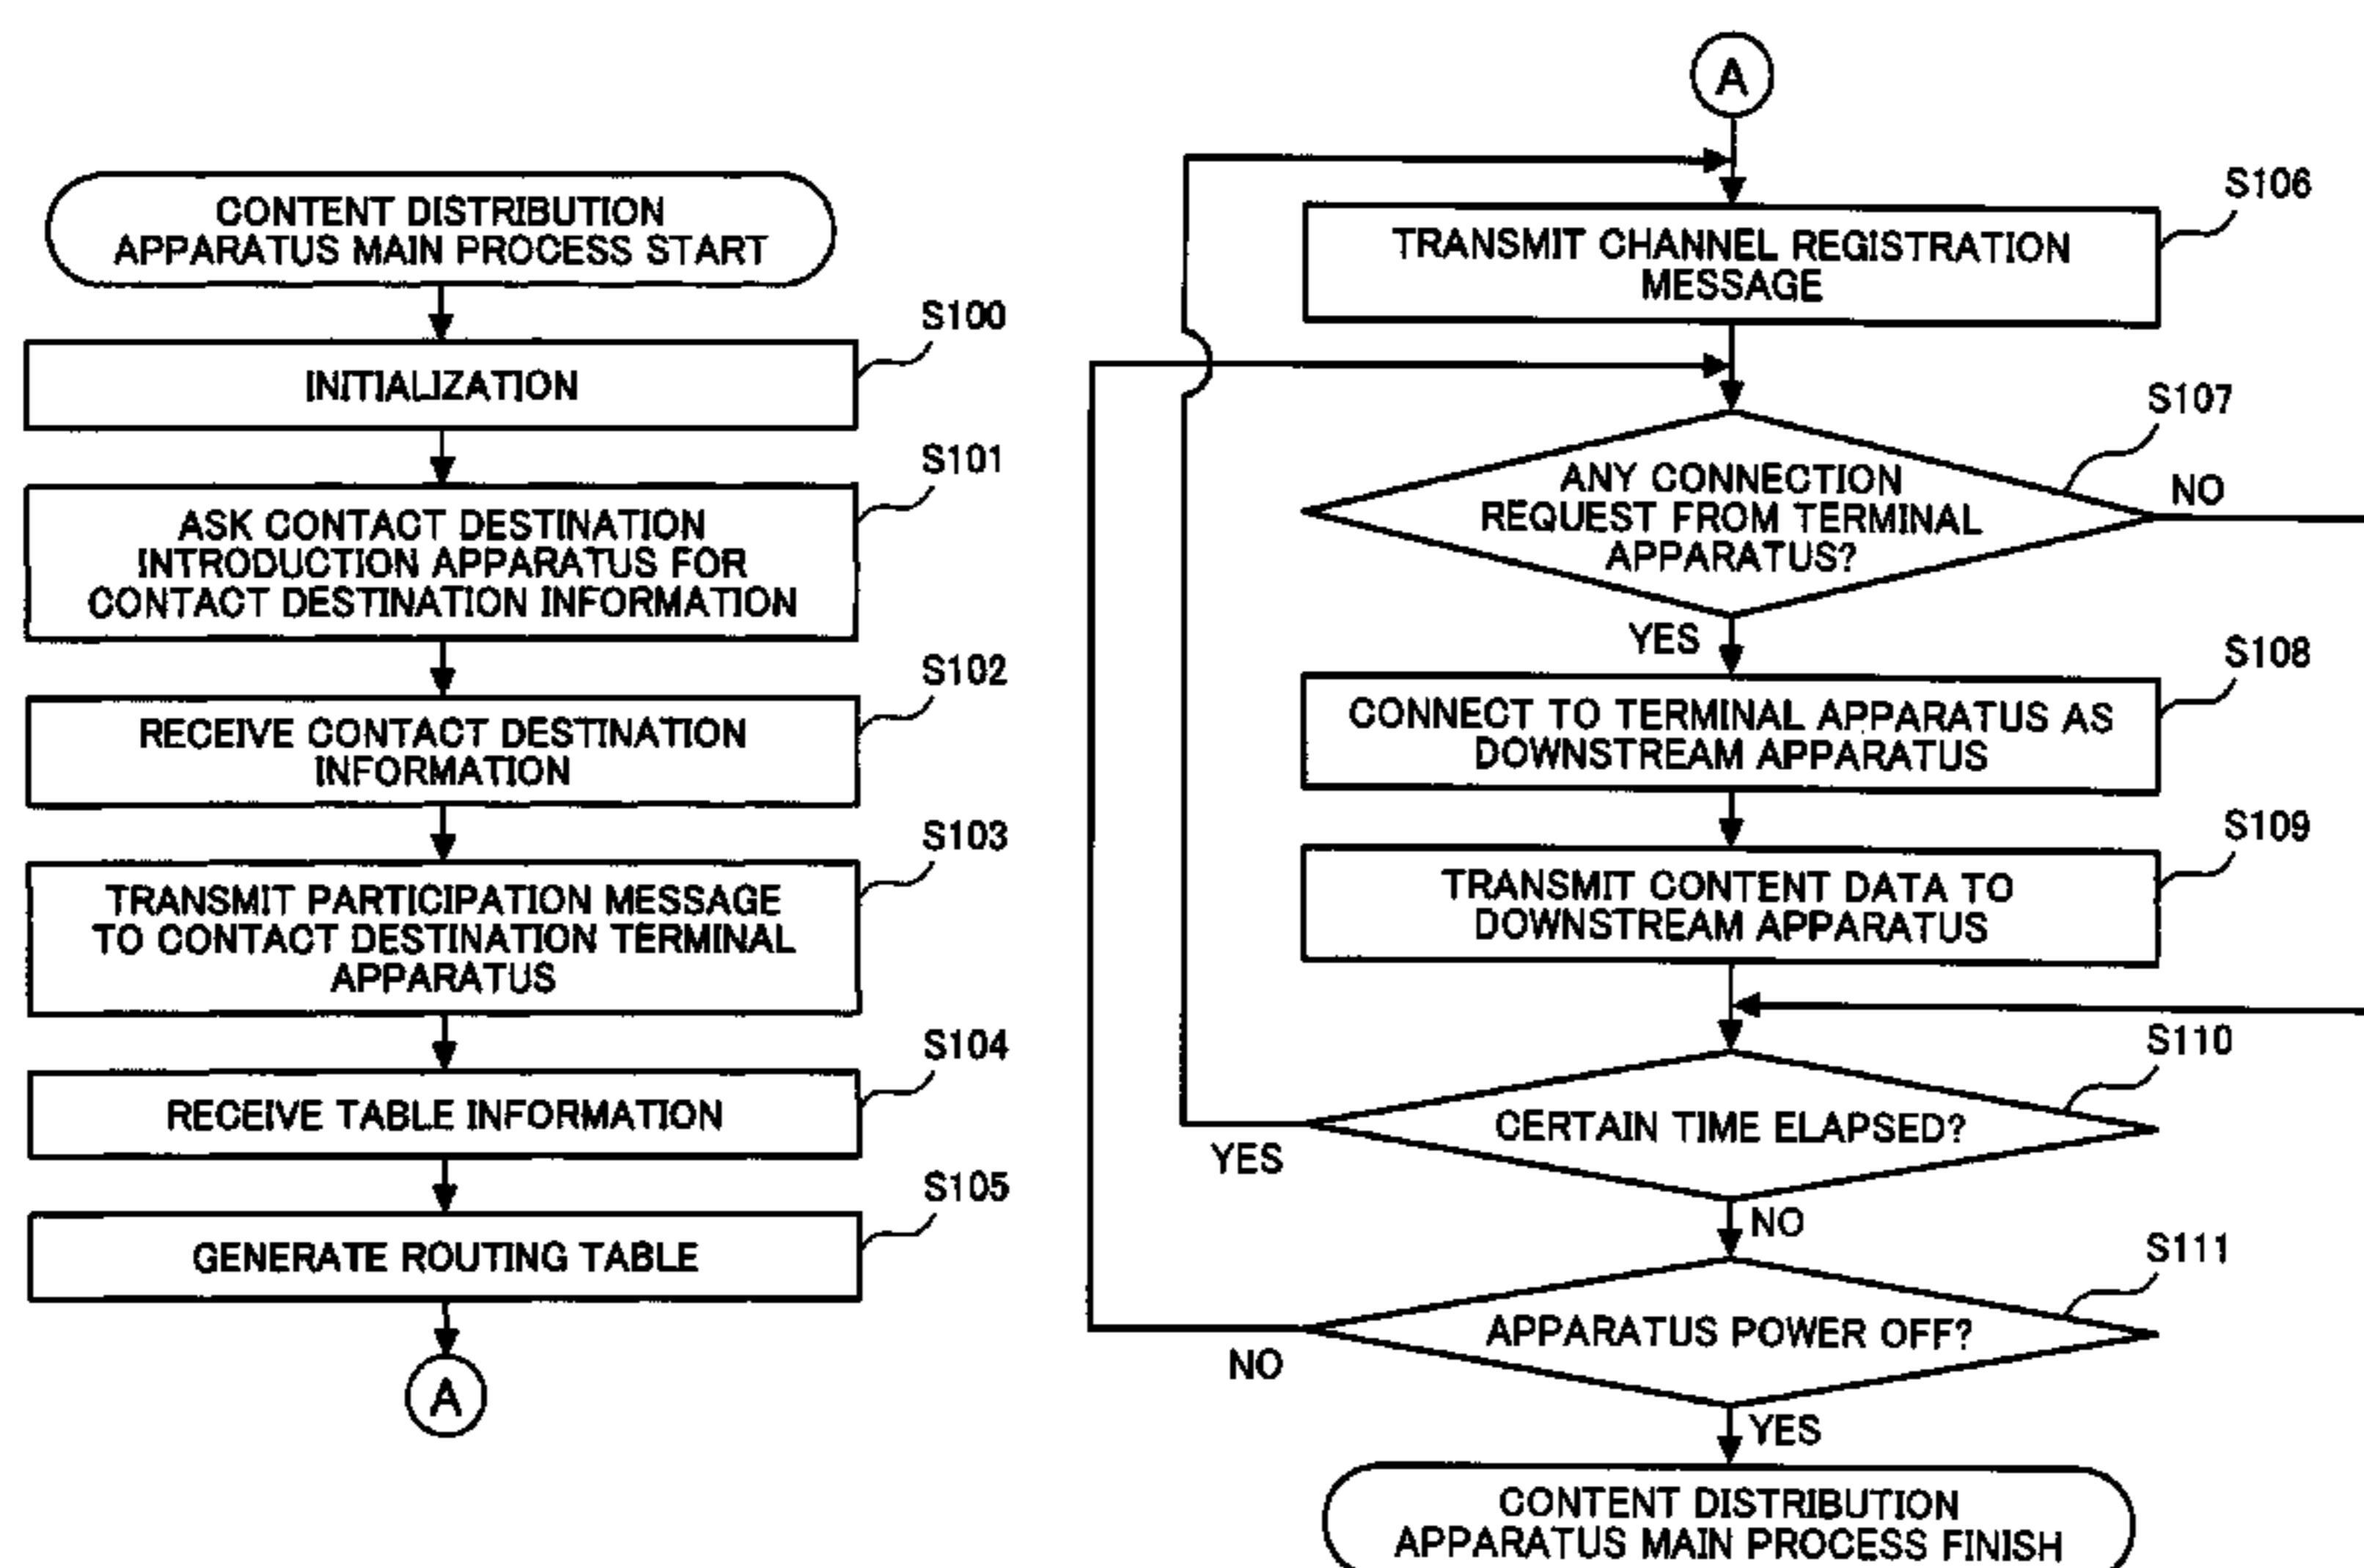 CONTENT DISTRIBUTION
APPARATUS MAIN PROCESS START
S100
INITIALIZATION
S101
ASK CONTACT DESTINATION
INTRODUCTION APPARATUS FOR
CONTACT DESTINATION INFORMATION
S102
RECEIVE CONTACT DESTINATION
INFORMATION
S103
TRANSMIT PARTICIPATION MESSAGE
TO CONTACT DESTINATION TERMINAL
APPARATUS
S104
RECEIVE TABLE INFORMATION
S105
GENERATE ROUTING TABLE
A
A
S106
TRANSMIT CHANNEL REGISTRATION
MESSAGE
S107
ANY CONNECTION
REQUEST FROM TERMINAL
APPARATUS?
NO
YES
S108
CONNECT TO TERMINAL APPARATUS AS
DOWNSTREAM APPARATUS
S109
TRANSMIT CONTENT DATA TO
DOWNSTREAM APPARATUS
S110
CERTAIN TIME ELAPSED?
YES
NO
S111
APPARATUS POWER OFF?
NO
YES
CONTENT DISTRIBUTION
APPARATUS MAIN PROCESS FINISH